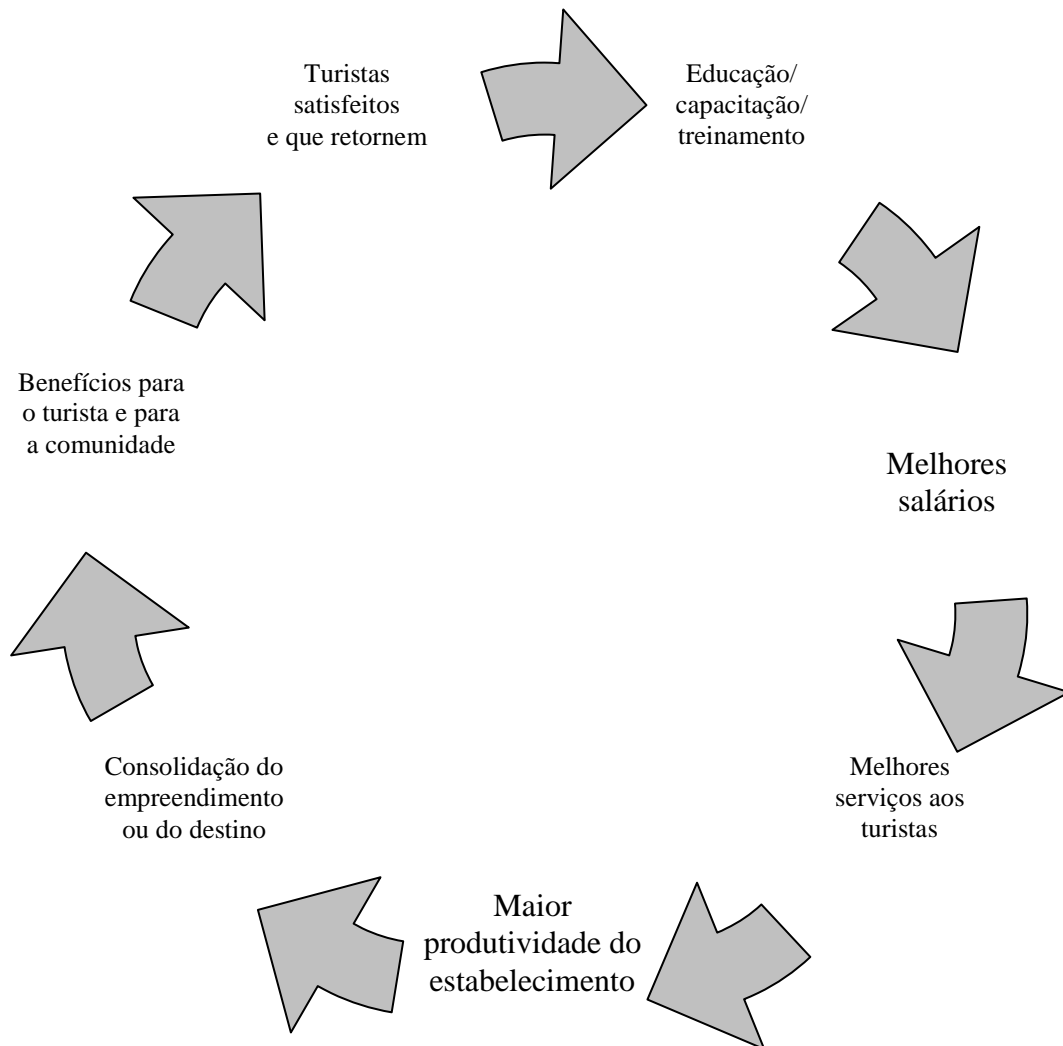 Turistas
satisfeitos
e que retornem
Educação/
capacitação/
treinamento
Melhores
salários
Melhores
serviços aos
turistas
Maior
produtividade do
estabelecimento
Consolidação do
empreendimento
ou do destino
Benefícios para
o turista e para
a comunidade